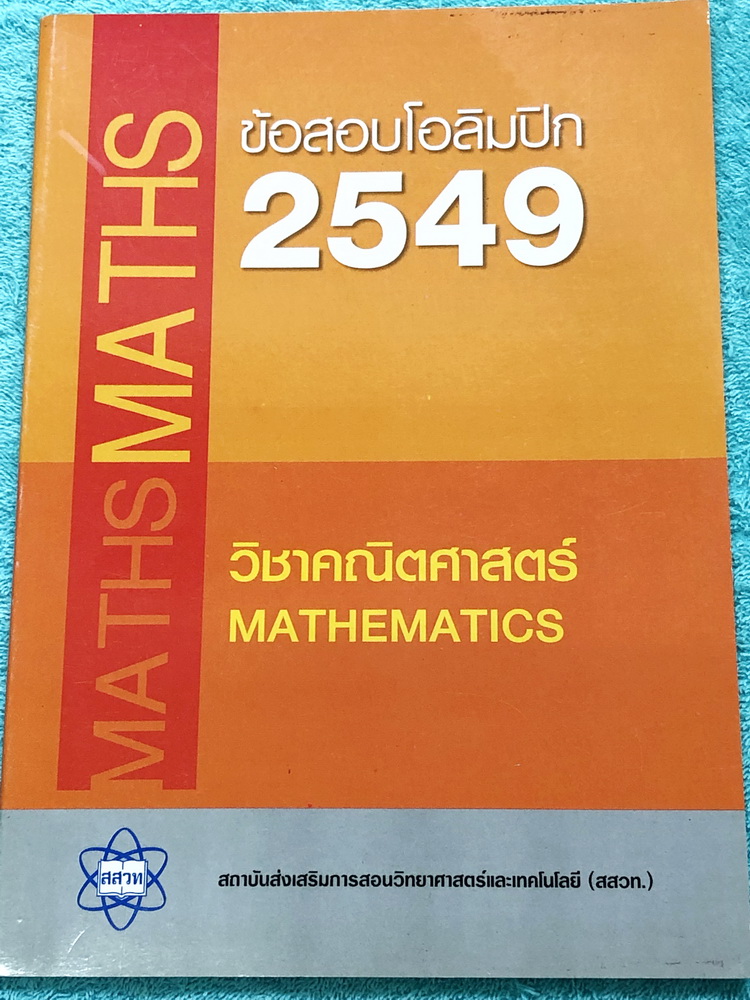 ข้อสอบโอลิมปิก
2549
MATHS MATHS
วิชาคณิตศาสตร์
MATHEMATICS
สสวท
สถาบันส่งเสริมการสอนวิทยาศาสตร์และเทคโนโลยี (สสวท.)